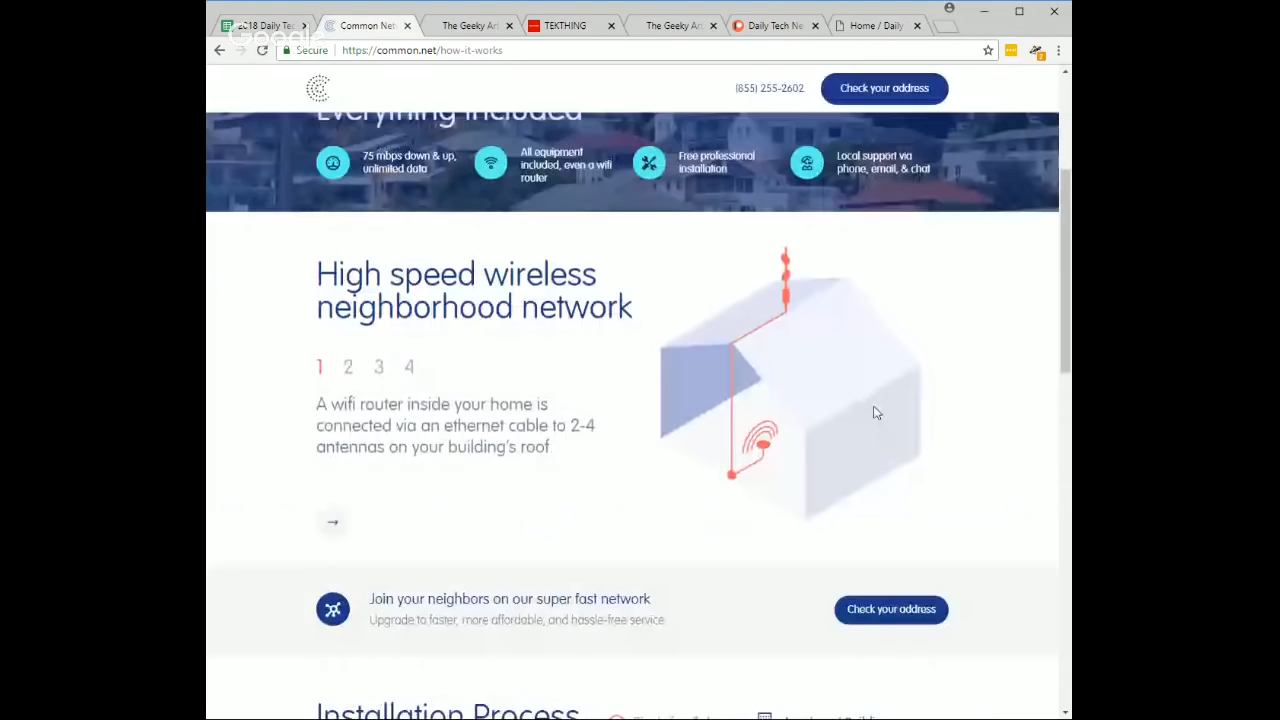 2018 Daily Tec
Common Net
The Geeky Art
TEKTHING
The Geeky Art
Daily Tech Ne
Home / Daily
Google
Secure
https://common.net/how-it-works
2
(855) 255-2602
Check your address
Everything included
75 mbps down & up,
unlimited data
All equipment
included, even a wifi
router
Free professional
installation
Local support via
phone, email, & chat
High speed wireless
neighborhood network
1 2 3 4
A wifi router inside your home is
connected via an ethernet cable to 2-4
antennas on your building's roof.
→
Join your neighbors on our super fast network
Upgrade to faster, more affordable, and hassle-free service.
Check your address
Installation Process